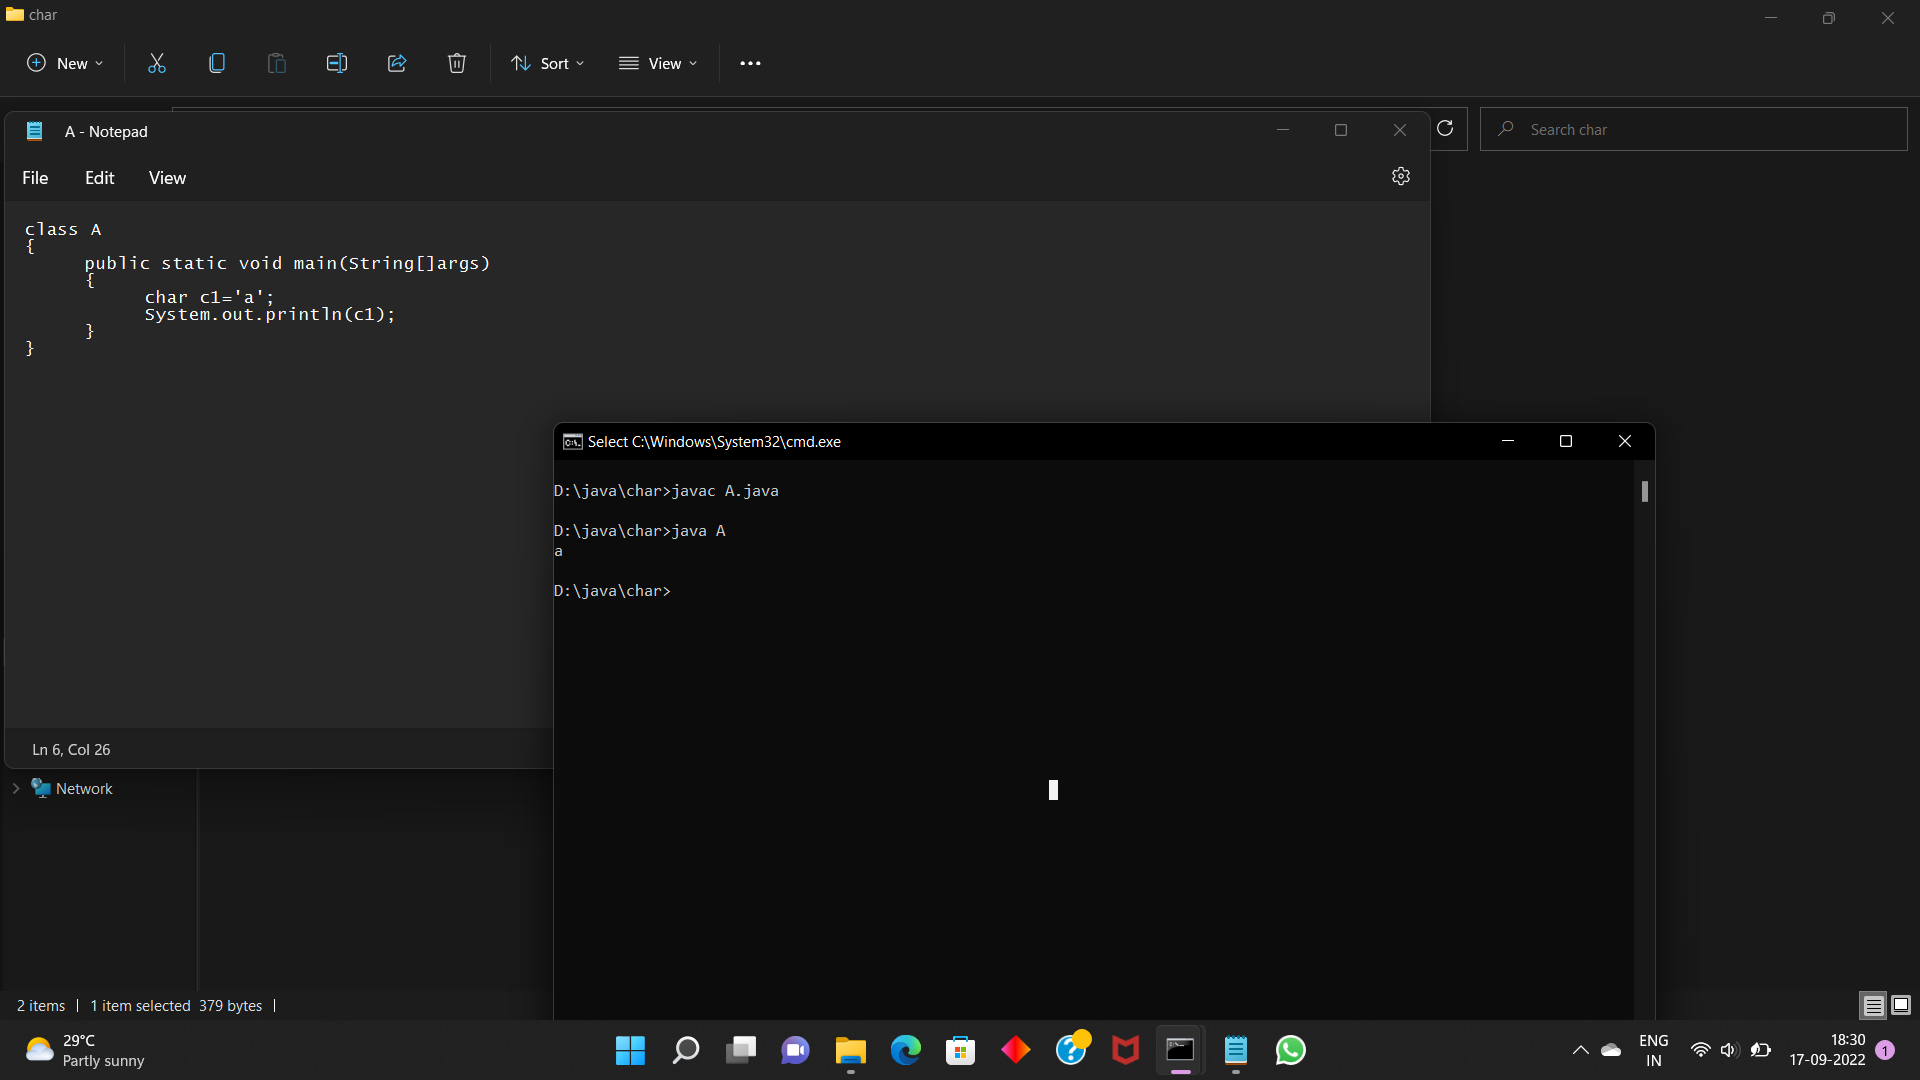 char
New
Sort
View
Search char
A - Notepad
File Edit View
class A
{
public static void main(String[]args)
{
char c1='a';
System.out.println(c1);
}
}
Ln 6, Col 26
Select C:\Windows\System32\cmd.exe
D:\java\char>javac A.java
D:\java\char>java A
a
D:\java\char>
Network
2 items | 1 item selected 379 bytes |
29°C
Partly sunny
ENG
IN
18:30
17-09-2022
1